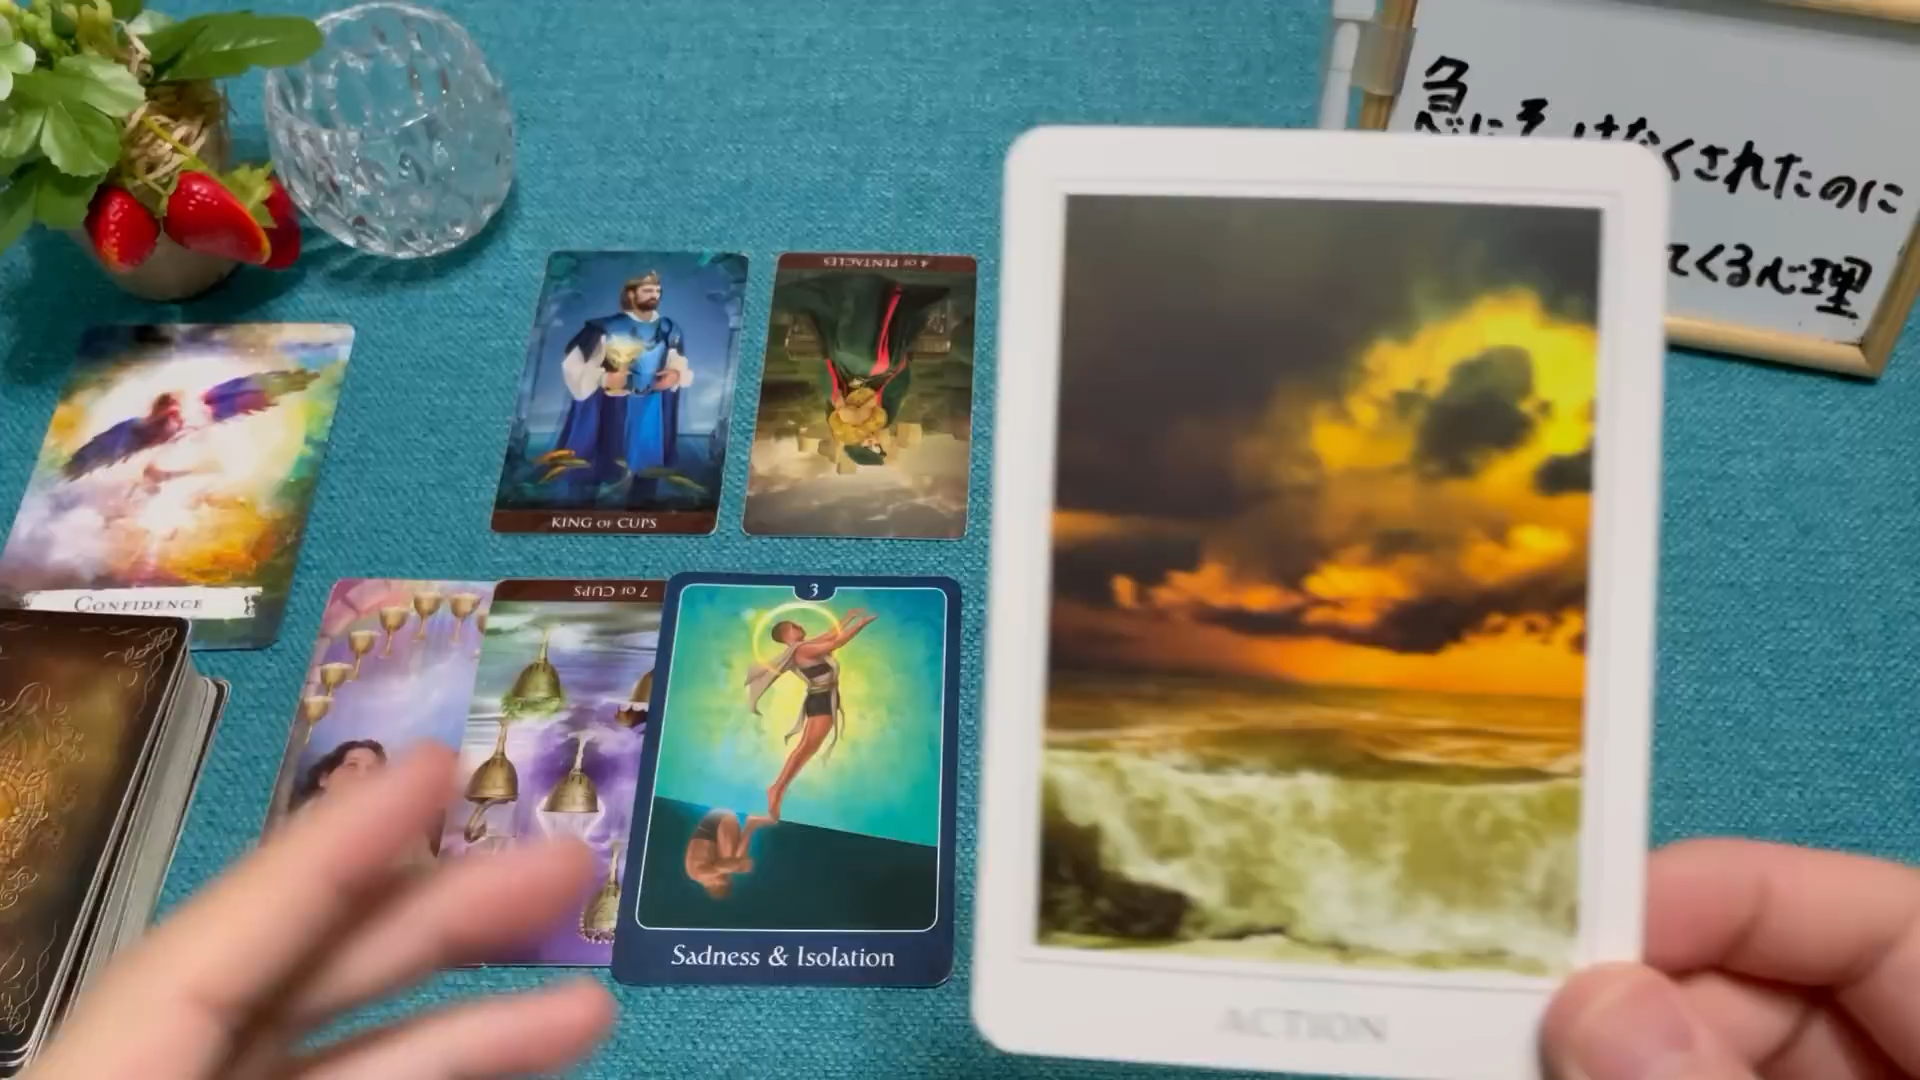 急にそ けなくされたのに
てくる心理
4 OF PENTACLES
KING OF CUPS
CONFIDENCE
7 OF CUPS
3
Sadness & Isolation
ACTION